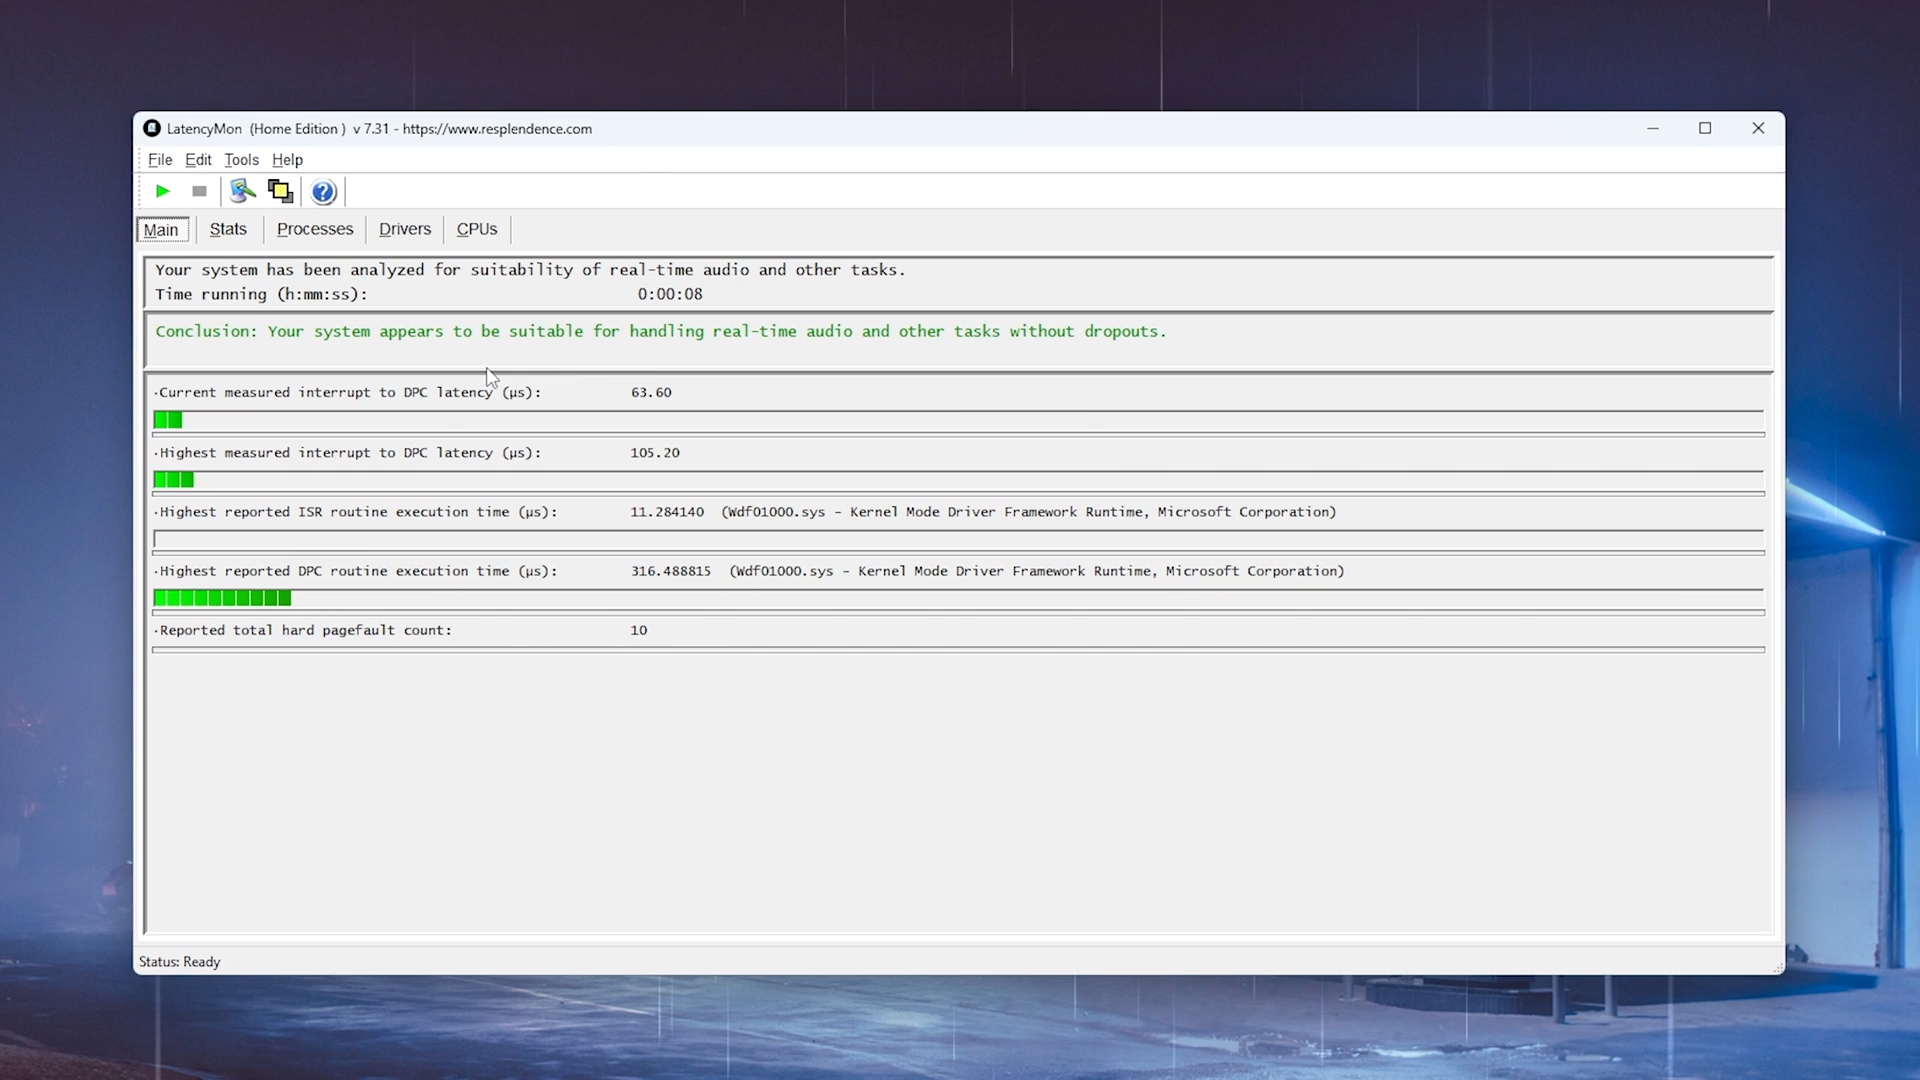 LatencyMon (Home Edition ) v 7.31 - https://www.resplendence.com
File Edit Tools Help
Main Stats Processes Drivers CPUs
Your system has been analyzed for suitability of real-time audio and other tasks.
Time running (h:mm:ss): 0:00:08
Conclusion: Your system appears to be suitable for handling real-time audio and other tasks without dropouts.
·Current measured interrupt to DPC latency (µs): 63.60
·Highest measured interrupt to DPC latency (µs): 105.20
·Highest reported ISR routine execution time (µs): 11.284140 (Wdf01000.sys - Kernel Mode Driver Framework Runtime, Microsoft Corporation)
·Highest reported DPC routine execution time (µs): 316.488815 (Wdf01000.sys - Kernel Mode Driver Framework Runtime, Microsoft Corporation)
·Reported total hard pagefault count: 10
Status: Ready